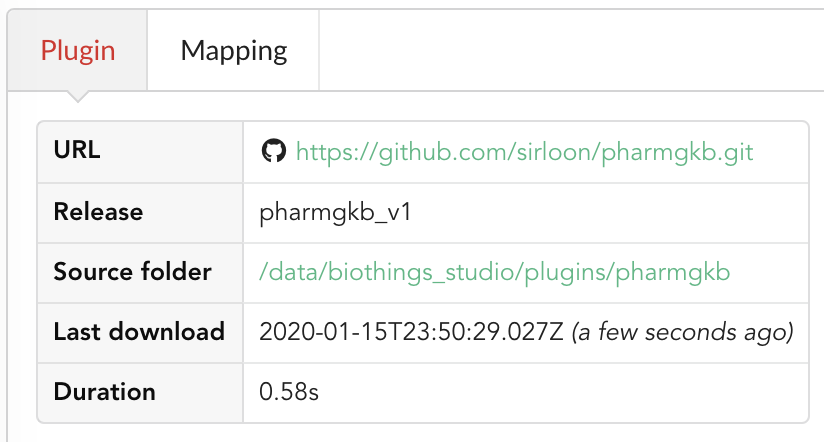 Plugin Mapping
URL https://github.com/sirloon/pharmgkb.git
Release pharmgkb_v1
Source folder /data/biothings_studio/plugins/pharmgkb
Last download 2020-01-15T23:50:29.027Z (a few seconds ago)
Duration 0.58s